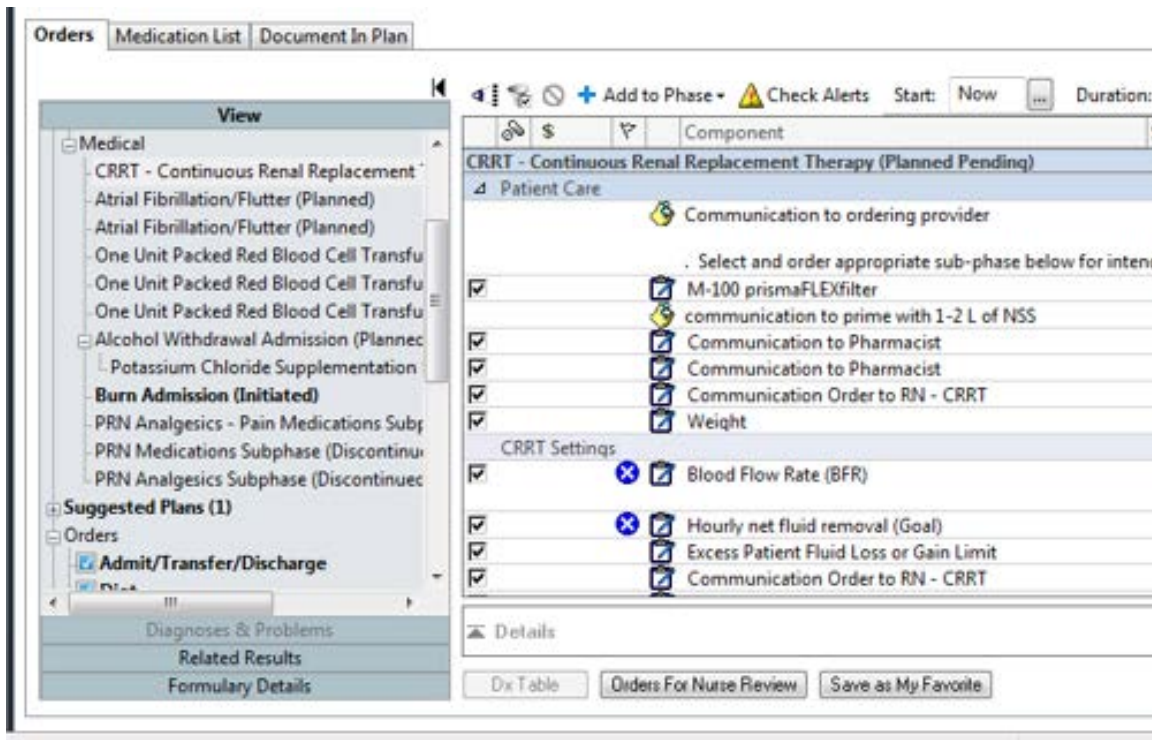 Orders Medication List Document In Plan
Add to Phase Check Alerts Start: Now ... Duration:
View
Medical
CRRT - Continuous Renal Replacement
Atrial Fibrillation/Flutter (Planned)
Atrial Fibrillation/Flutter (Planned)
One Unit Packed Red Blood Cell Transfu
One Unit Packed Red Blood Cell Transfu
One Unit Packed Red Blood Cell Transfu
Alcohol Withdrawal Admission (Plannec
Potassium Chloride Supplementation
Burn Admission (Initiated)
PRN Analgesics - Pain Medications Subp
PRN Medications Subphase (Discontinu
PRN Analgesics Subphase (Discontinuec
Suggested Plans (1)
Orders
Admit/Transfer/Discharge
Diagnoses & Problems
Related Results
Formulary Details
$ Component
CRRT - Continuous Renal Replacement Therapy (Planned Pending)
Patient Care
Communication to ordering provider
. Select and order appropriate sub-phase below for inten
M-100 prismaFLEXfilter
communication to prime with 1-2 L of NSS
Communication to Pharmacist
Communication to Pharmacist
Communication Order to RN - CRRT
Weight
CRRT Settings
Blood Flow Rate (BFR)
Hourly net fluid removal (Goal)
Excess Patient Fluid Loss or Gain Limit
Communication Order to RN - CRRT
Details
Dx Table Orders For Nurse Review Save as My Favorite